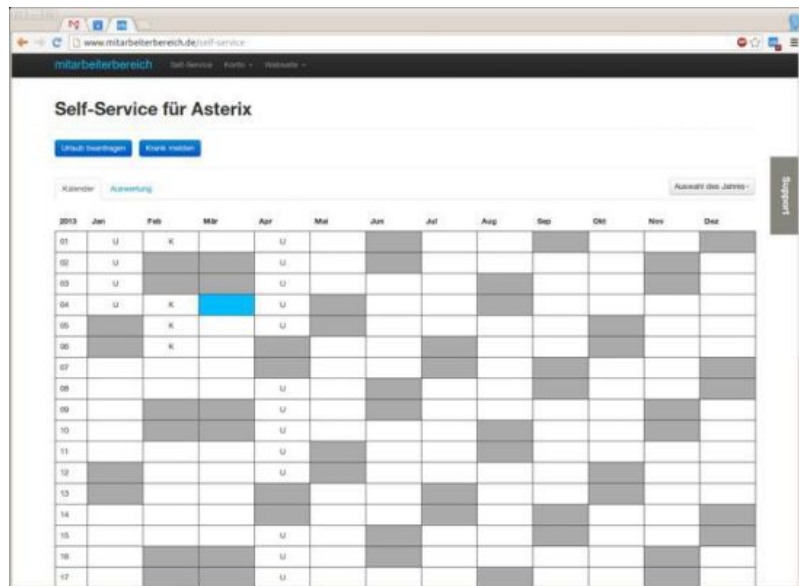 www.mitarbeiterbereich.de/self-service
mitarbeiterbereich Self-Service Konto Webseite
Self-Service für Asterix
Urlaub beantragen Krank melden
Kalender Auswertung Auswahl des Jahres
Support
2013 Jan Feb Mär Apr Mai Jun Jul Aug Sep Okt Nov Dez
01 U K U
02 U U
03 U U
04 U K U
05 K U
06 K
07
08 U
09 U
10 U
11 U
12 U
13
14
15 U
16 U
17 U